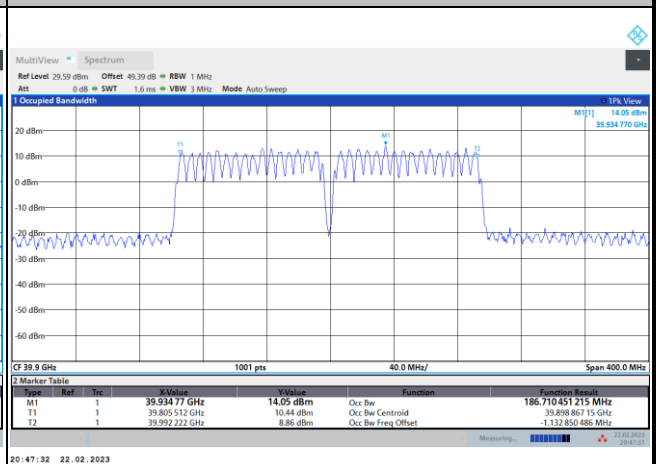 MultiView Spectrum
Ref Level 29.59 dBm Offset 49.39 dB RBW 1 MHz
Att 0 dB SWT 1.6 ms VBW 3 MHz Mode Auto Sweep
1 Occupied Bandwidth 1Pk View
M1[1] 14.05 dBm
39.934 770 GHz
20 dBm
M1
T1
T2
10 dBm
0 dBm
-10 dBm
-20 dBm
-30 dBm
-40 dBm
-50 dBm
-60 dBm
CF 39.9 GHz 1001 pts 40.0 MHz/ Span 400.0 MHz
2 Marker Table
Type Ref Trc X-Value Y-Value Function Function Result
M1 1 39.934 77 GHz 14.05 dBm Occ Bw 186.710 451 215 MHz
T1 1 39.805 512 GHz 10.44 dBm Occ Bw Centroid 39.898 867 15 GHz
T2 1 39.992 222 GHz 8.86 dBm Occ Bw Freq Offset -1.132 850 486 MHz
Measuring... 22.02.2023
20:47:31
20:47:32 22.02.2023